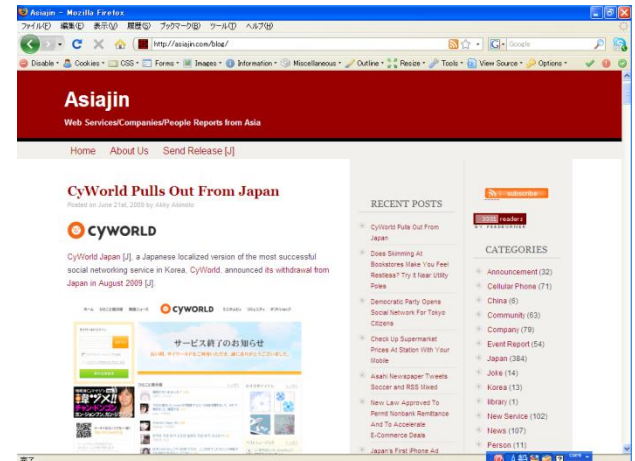 Asiajin - Mozilla Firefox
ファイル(F) 編集(E) 表示(V) 履歴(S) ブックマーク(B) ツール(T) ヘルプ(H)
http://asiajin.com/blog/
Google
Disable Cookies CSS Forms Images Information Miscellaneous Outline Resize Tools View Source Options
Asiajin
Web Services/Companies/People Reports from Asia
Home About Us Send Release [J]
CyWorld Pulls Out From Japan
Posted on June 21st, 2009 by Akky Akimoto
CYWORLD
CyWorld Japan [J], a Japanese localized version of the most successful
social networking service in Korea, CyWorld, announced its withdrawal from
Japan in August 2009 [J].
CYWORLD
サービス終了のお知らせ
RECENT POSTS
CyWorld Pulls Out From
Japan
Does Skimming At
Bookstores Make You Feel
Restless? Try It Near Utility
Poles
Democratic Party Opens
Social Network For Tokyo
Citizens
Check Up Supermarket
Prices At Station With Your
Mobile
Asahi Newspaper Tweets
Soccer and RSS Mixed
New Law Approved To
Permit Nonbank Remittance
And To Accelerate
E-Commerce Deals
Japan's First iPhone Ad
subscribe
readers
BY FEEDBURNER
CATEGORIES
Announcement (32)
Cellular Phone (71)
China (6)
Community (63)
Company (79)
Event Report (54)
Japan (384)
Joke (14)
Korea (13)
library (1)
New Service (102)
News (107)
Person (11)
完了